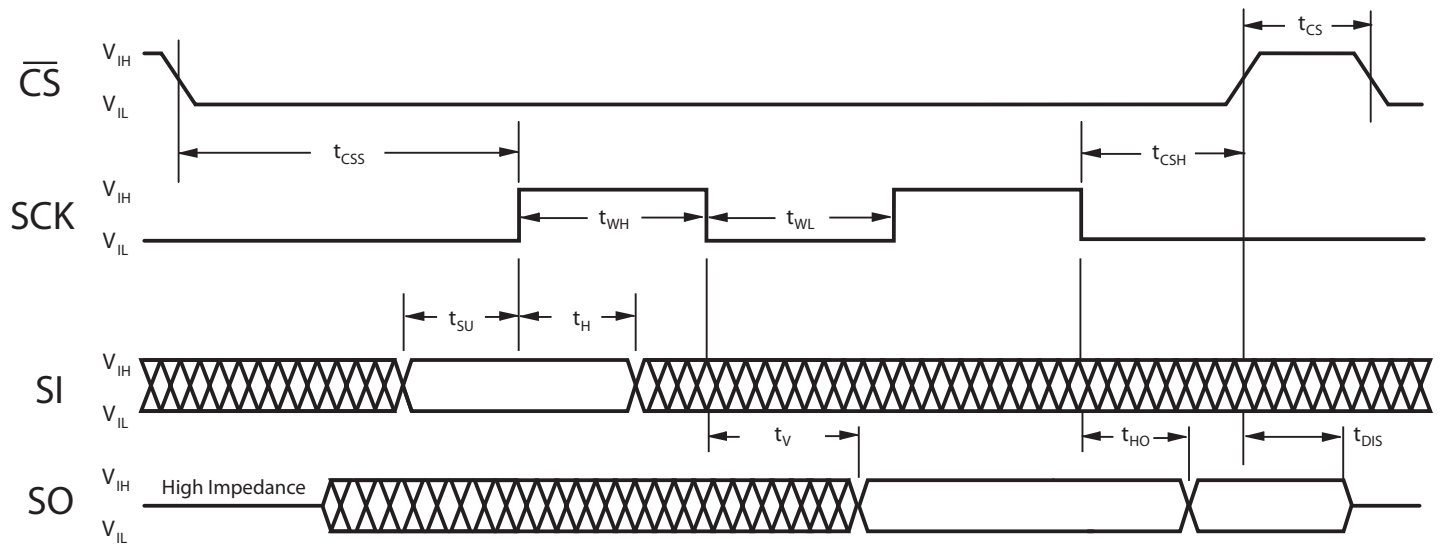 t_CS
V_IH
C̅S̅
V_IL
t_CSS
t_CSH
V_IH
SCK
t_WH
t_WL
V_IL
t_SU
t_H
V_IH
SI
V_IL
t_V
t_HO
t_DIS
V_IH
High Impedance
SO
V_IL